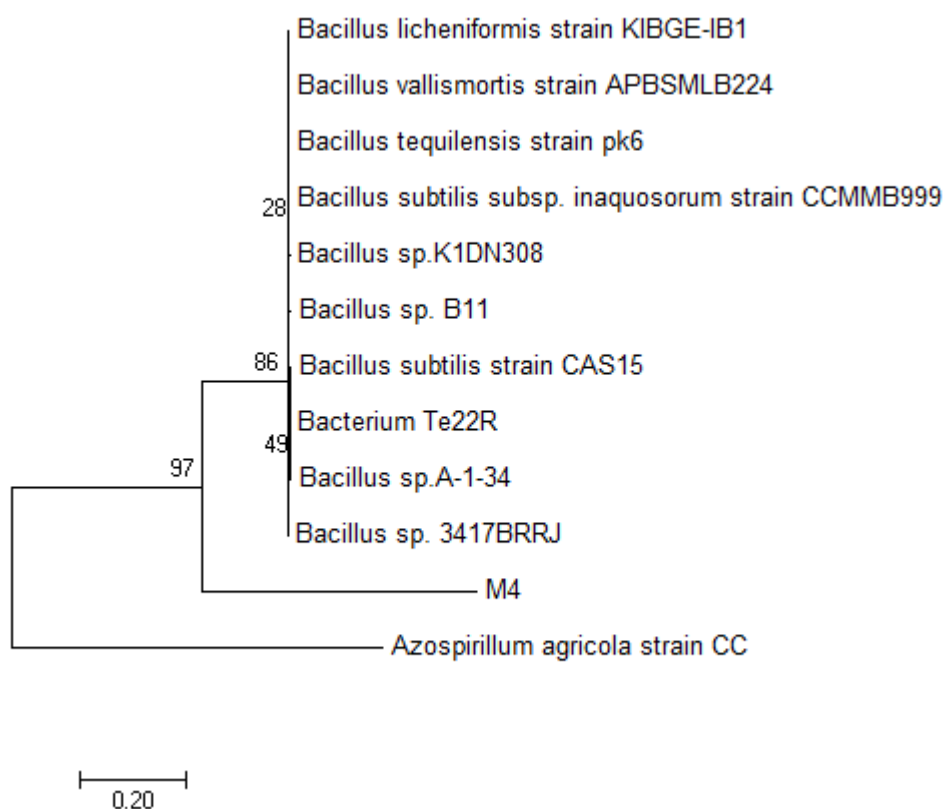 Bacillus licheniformis strain KIBGE-IB1
Bacillus vallismortis strain APBSMLB224
Bacillus tequilensis strain pk6
28
Bacillus subtilis subsp. inaquosorum strain CCMMB999
Bacillus sp.K1DN308
Bacillus sp. B11
86
Bacillus subtilis strain CAS15
Bacterium Te22R
49
97
Bacillus sp.A-1-34
Bacillus sp. 3417BRRJ
M4
Azospirillum agricola strain CC
0.20